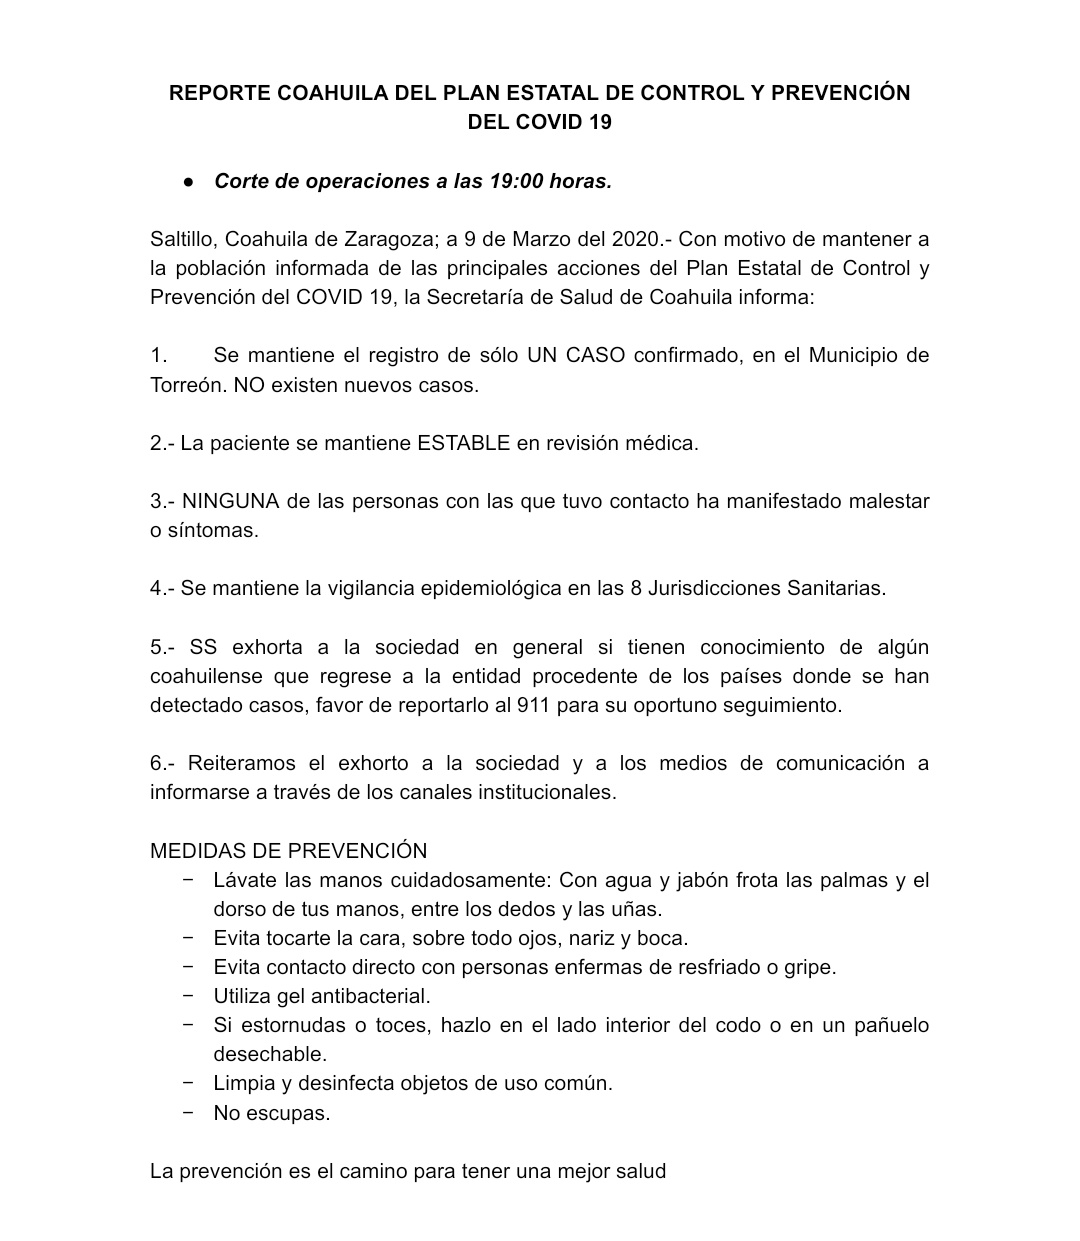 REPORTE COAHUILA DEL PLAN ESTATAL DE CONTROL Y PREVENCIÓN
DEL COVID 19
● Corte de operaciones a las 19:00 horas.
Saltillo, Coahuila de Zaragoza; a 9 de Marzo del 2020.- Con motivo de mantener a
la población informada de las principales acciones del Plan Estatal de Control y
Prevención del COVID 19, la Secretaría de Salud de Coahuila informa:
1. Se mantiene el registro de sólo UN CASO confirmado, en el Municipio de
Torreón. NO existen nuevos casos.
2.- La paciente se mantiene ESTABLE en revisión médica.
3.- NINGUNA de las personas con las que tuvo contacto ha manifestado malestar
o síntomas.
4.- Se mantiene la vigilancia epidemiológica en las 8 Jurisdicciones Sanitarias.
5.- SS exhorta a la sociedad en general si tienen conocimiento de algún
coahuilense que regrese a la entidad procedente de los países donde se han
detectado casos, favor de reportarlo al 911 para su oportuno seguimiento.
6.- Reiteramos el exhorto a la sociedad y a los medios de comunicación a
informarse a través de los canales institucionales.
MEDIDAS DE PREVENCIÓN
− Lávate las manos cuidadosamente: Con agua y jabón frota las palmas y el
dorso de tus manos, entre los dedos y las uñas.
− Evita tocarte la cara, sobre todo ojos, nariz y boca.
− Evita contacto directo con personas enfermas de resfriado o gripe.
− Utiliza gel antibacterial.
− Si estornudas o toces, hazlo en el lado interior del codo o en un pañuelo
desechable.
− Limpia y desinfecta objetos de uso común.
− No escupas.
La prevención es el camino para tener una mejor salud